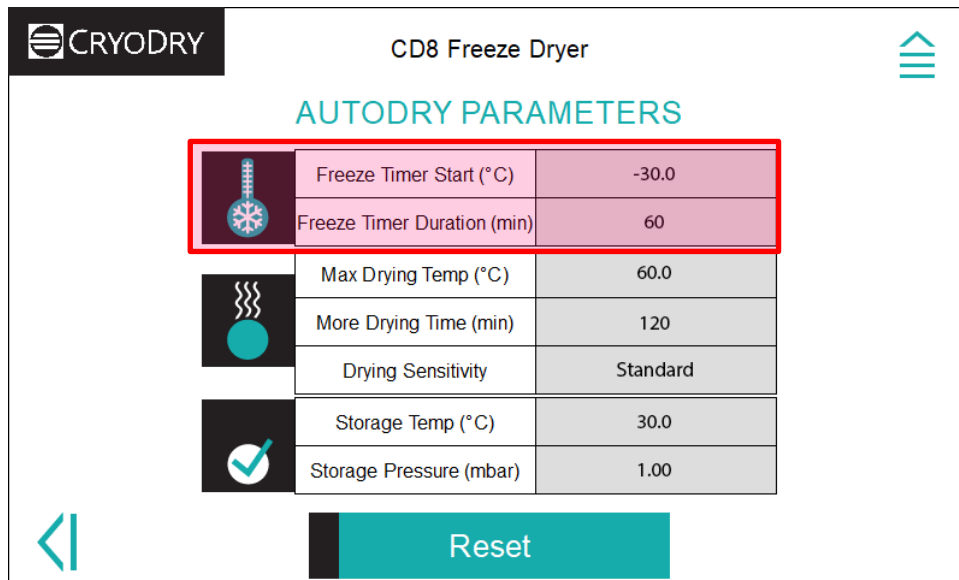 CRYODRY
CD8 Freeze Dryer
AUTODRY PARAMETERS
Freeze Timer Start (°C) -30.0
Freeze Timer Duration (min) 60
Max Drying Temp (°C) 60.0
More Drying Time (min) 120
Drying Sensitivity Standard
Storage Temp (°C) 30.0
Storage Pressure (mbar) 1.00
Reset